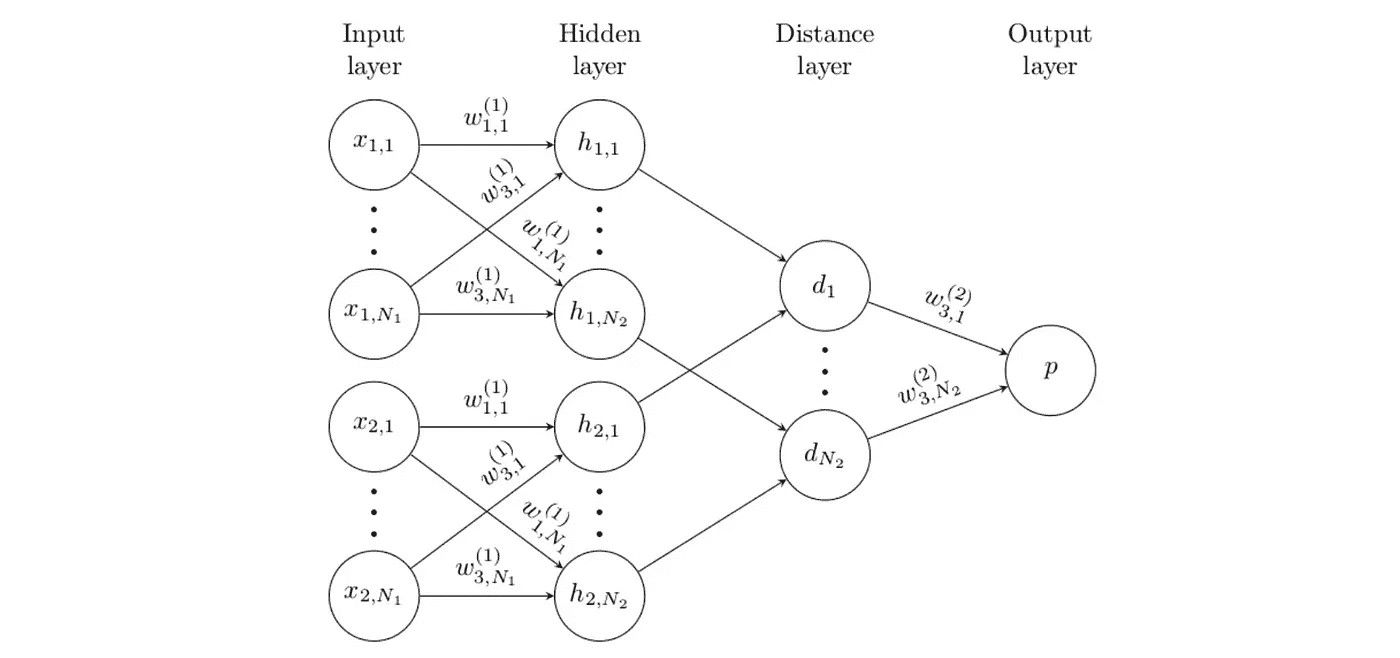 Input Hidden Distance Output
layer layer layer layer
x_{1,1} w_{1,1}^{(1)} h_{1,1}
w_{3,1}^{(1)}
w_{1,N_1}^{(1)}
x_{1,N_1} w_{3,N_1}^{(1)} h_{1,N_2}
d_1 w_{3,1}^{(2)}
p
w_{3,N_2}^{(2)}
d_{N_2}
x_{2,1} w_{1,1}^{(1)} h_{2,1}
w_{3,1}^{(1)}
w_{1,N_1}^{(1)}
x_{2,N_1} w_{3,N_1}^{(1)} h_{2,N_2}